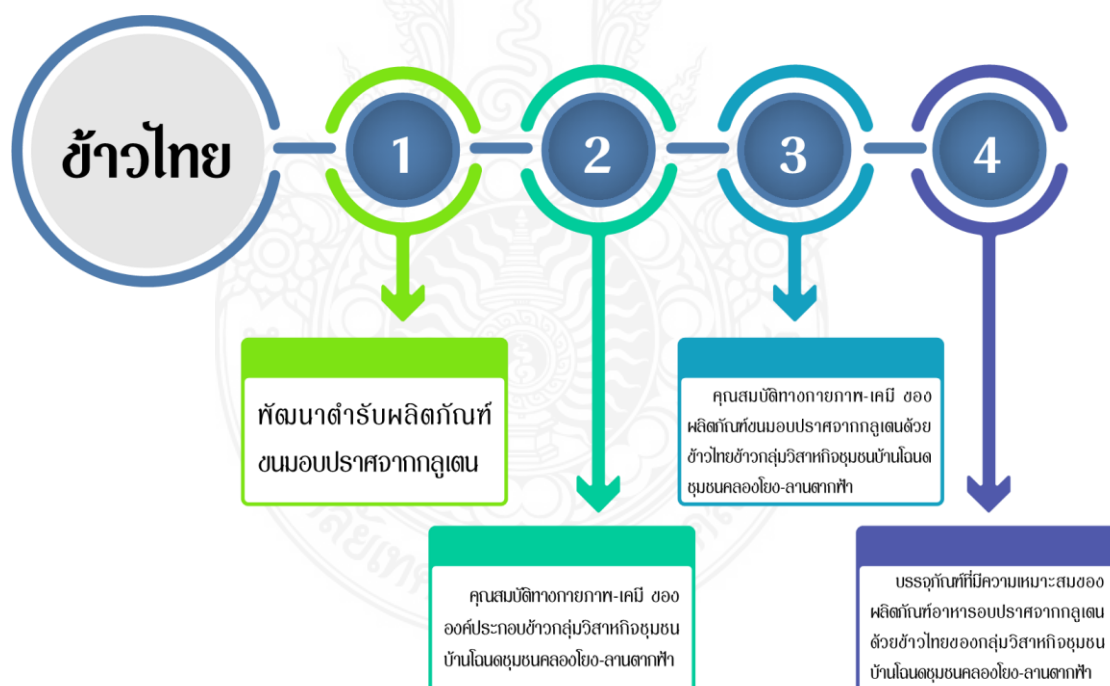 ข้าวไทย
1
2
3
4
พัฒนาตำรับผลิตภัณฑ์
ขนมอบปราศจากกลูเตน
คุณสมบัติทางกายภาพ-เคมี ของ
องค์ประกอบข้าวกลุ่มวิสาหกิจชุมชน
บ้านโฉนดชุมชนคลองโยง-ลานตากฟ้า
คุณสมบัติทางกายภาพ-เคมี ของ
ผลิตภัณฑ์ขนมอบปราศจากกลูเตนด้วย
ข้าวไทยข้าวกลุ่มวิสาหกิจชุมชนบ้านโฉนด
ชุมชนคลองโยง-ลานตากฟ้า
บรรจุภัณฑ์ที่มีความเหมาะสมของ
ผลิตภัณฑ์อาหารอบปราศจากกลูเตน
ด้วยข้าวไทยของกลุ่มวิสาหกิจชุมชน
บ้านโฉนดชุมชนคลองโยง-ลานตากฟ้า